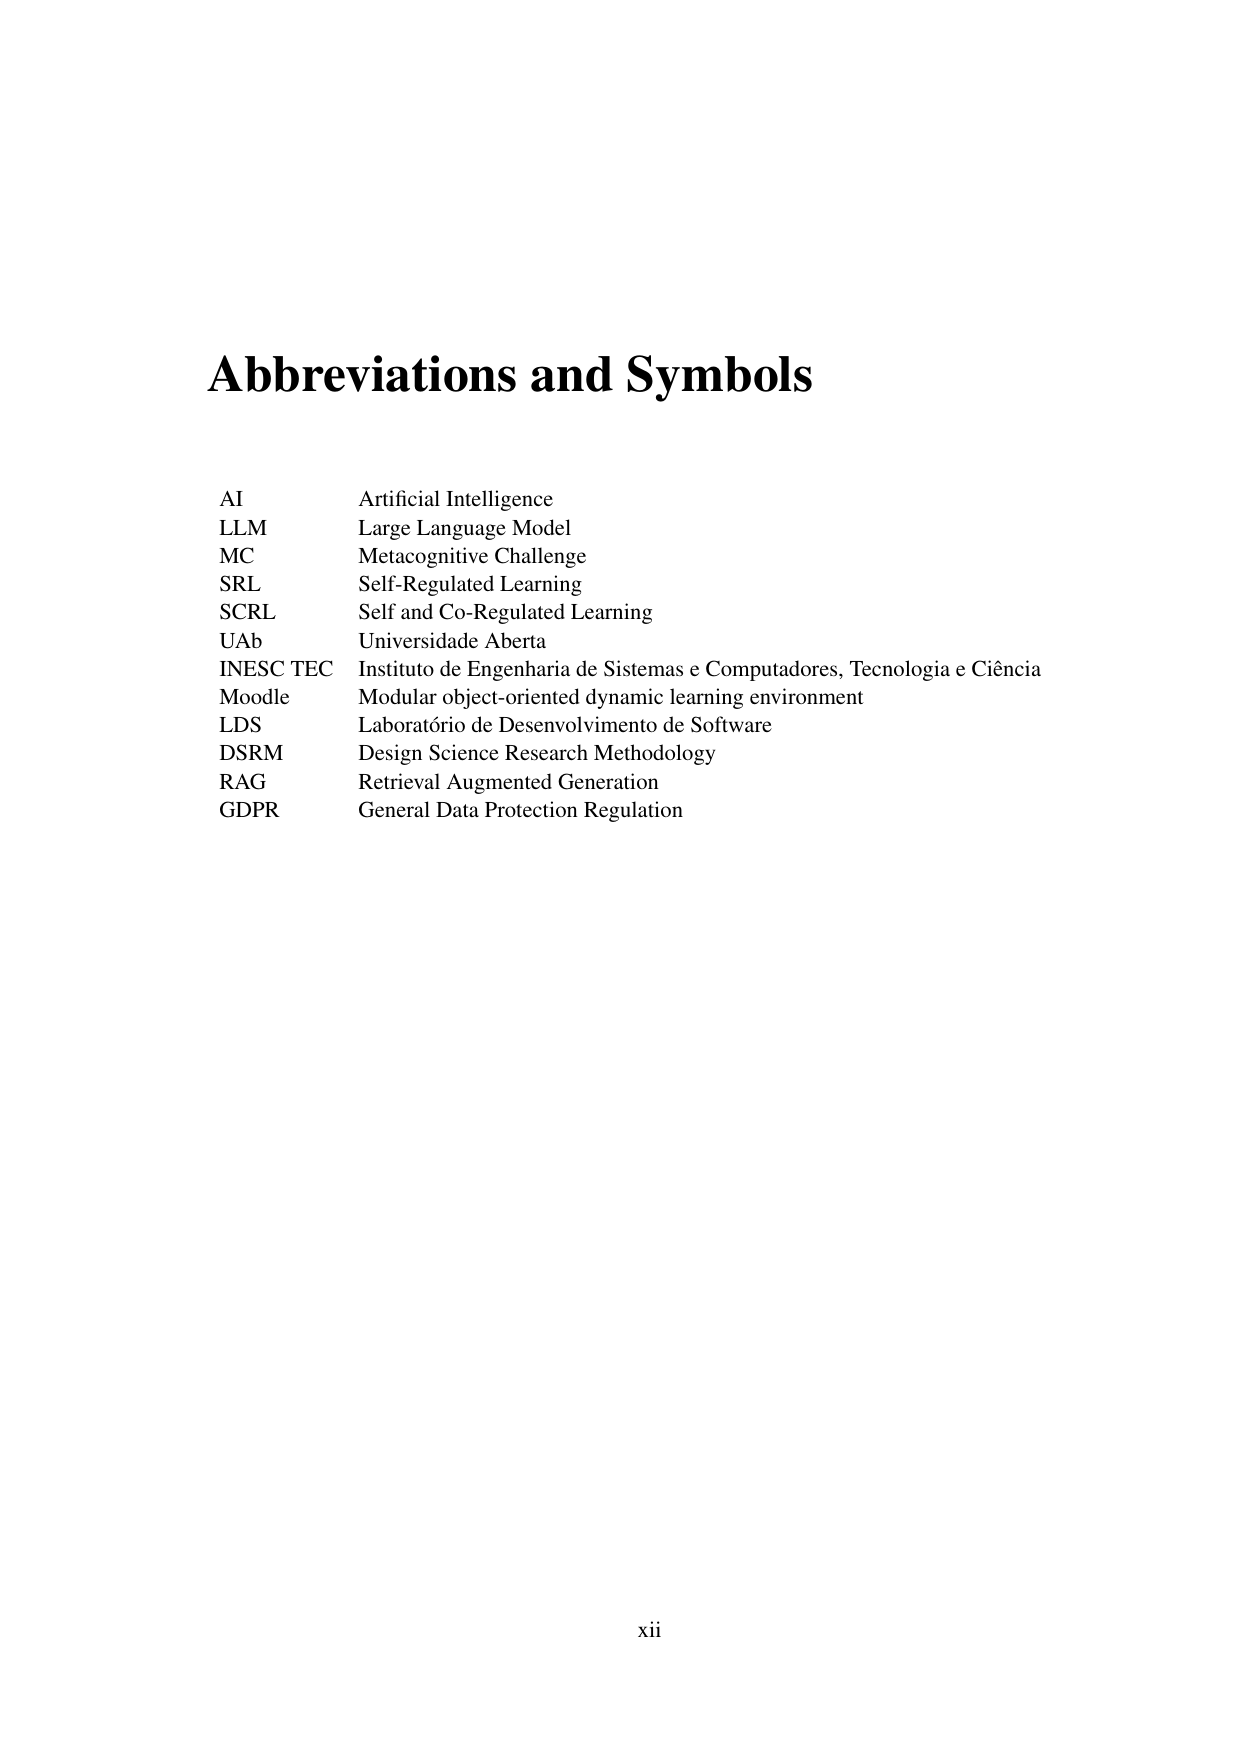 Abbreviations and Symbols
AI Artificial Intelligence
LLM Large Language Model
MC Metacognitive Challenge
SRL Self-Regulated Learning
SCRL Self and Co-Regulated Learning
UAb Universidade Aberta
INESC TEC Instituto de Engenharia de Sistemas e Computadores, Tecnologia e Ciência
Moodle Modular object-oriented dynamic learning environment
LDS Laboratório de Desenvolvimento de Software
DSRM Design Science Research Methodology
RAG Retrieval Augmented Generation
GDPR General Data Protection Regulation
xii